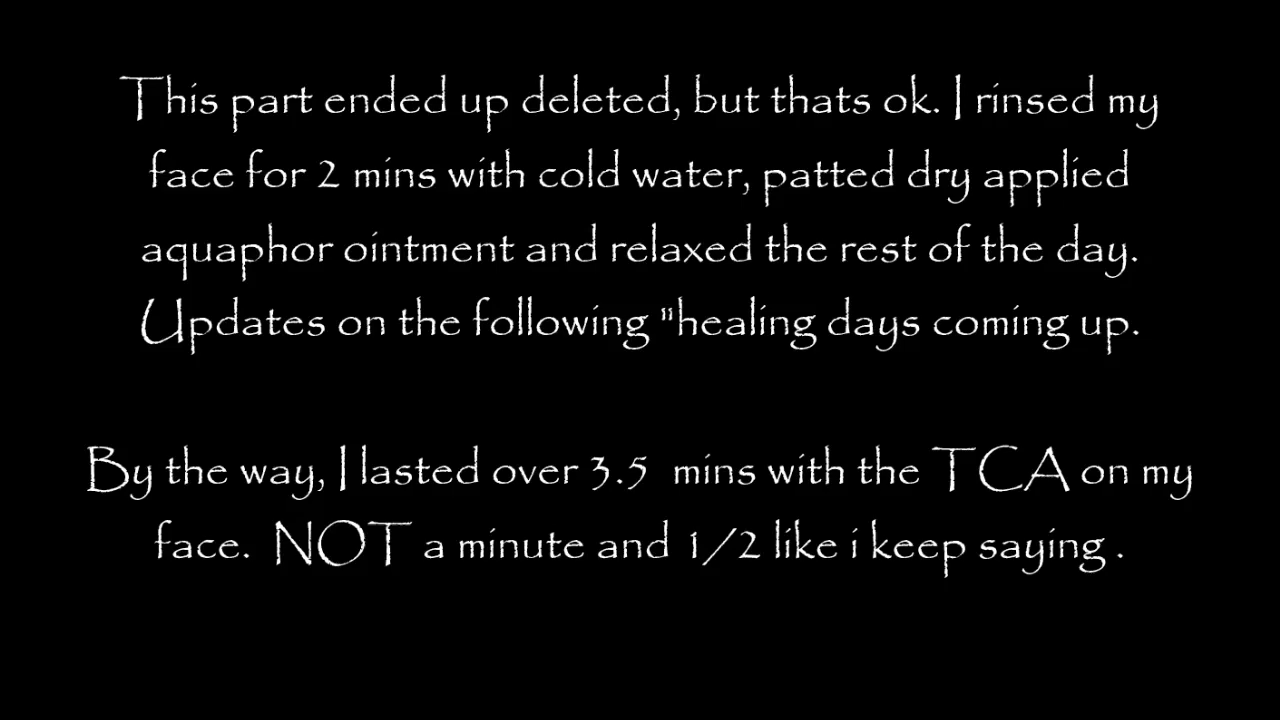 This part ended up deleted, but thats ok. I rinsed my
face for 2 mins with cold water, patted dry applied
aquaphor ointment and relaxed the rest of the day.
Updates on the following "healing days coming up.
By the way, I lasted over 3.5 mins with the TCA on my
face. NOT a minute and 1/2 like i keep saying .